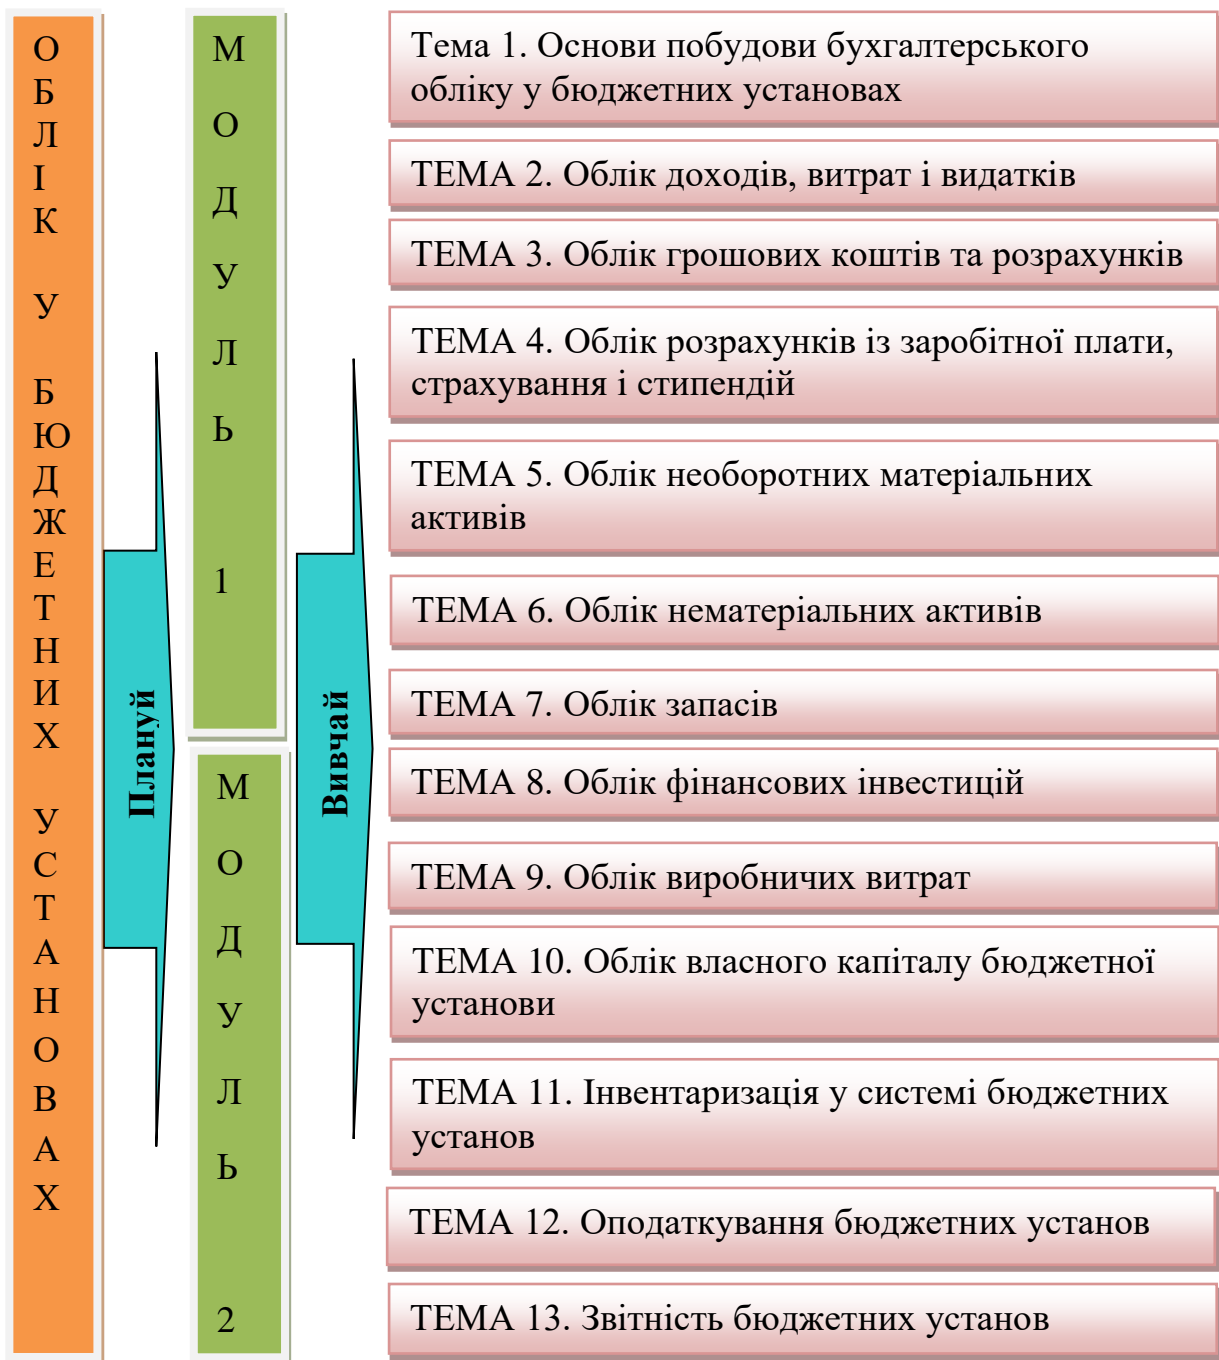 ОБЛІК У БЮДЖЕТНИХ УСТАНОВАХ
Плануй
МОДУЛЬ 1
МОДУЛЬ 2
Вивчай
Тема 1. Основи побудови бухгалтерського
обліку у бюджетних установах
ТЕМА 2. Облік доходів, витрат і видатків
ТЕМА 3. Облік грошових коштів та розрахунків
ТЕМА 4. Облік розрахунків із заробітної плати,
страхування і стипендій
ТЕМА 5. Облік необоротних матеріальних
активів
ТЕМА 6. Облік нематеріальних активів
ТЕМА 7. Облік запасів
ТЕМА 8. Облік фінансових інвестицій
ТЕМА 9. Облік виробничих витрат
ТЕМА 10. Облік власного капіталу бюджетної
установи
ТЕМА 11. Інвентаризація у системі бюджетних
установ
ТЕМА 12. Оподаткування бюджетних установ
ТЕМА 13. Звітність бюджетних установ